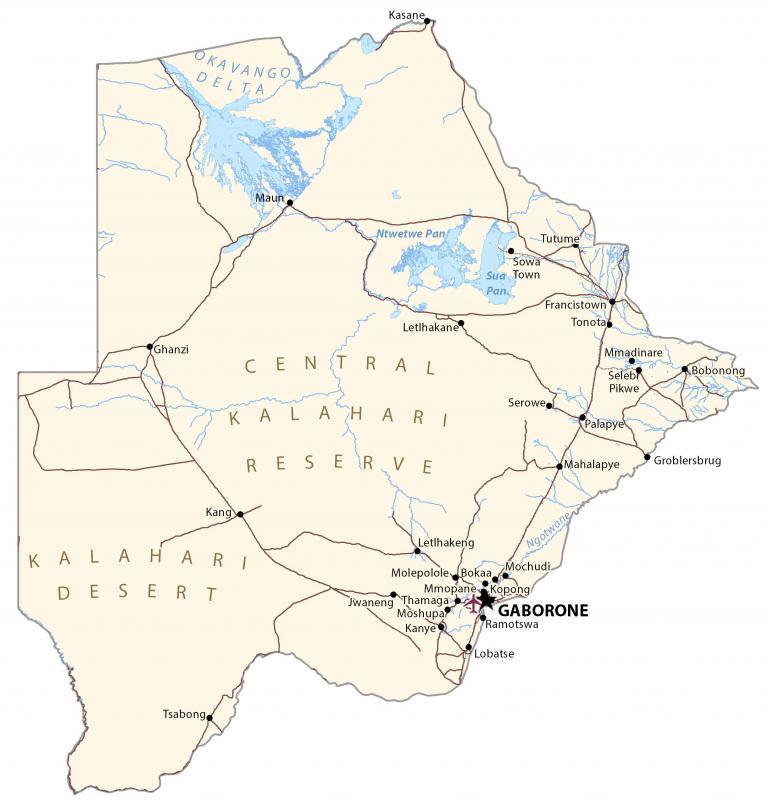 Kasane
OKAVANGO
DELTA
Maun
Ntwetwe Pan
Tutume
Sowa
Town
Sua
Pan
Francistown
Letlhakane
Tonota
Ghanzi
Mmadinare
CENTRAL
Selebi
Pikwe
Bobonong
Serowe
KALAHARI
Palapye
RESERVE
Mahalapye
Groblersbrug
Kang
Ngotwane
Letlhakeng
KALAHARI
DESERT
Molepolole
Bokaa
Mochudi
Mmopane
Kopong
Jwaneng
Thamaga
GABORONE
Moshupa
Ramotswa
Kanye
Lobatse
Tsabong